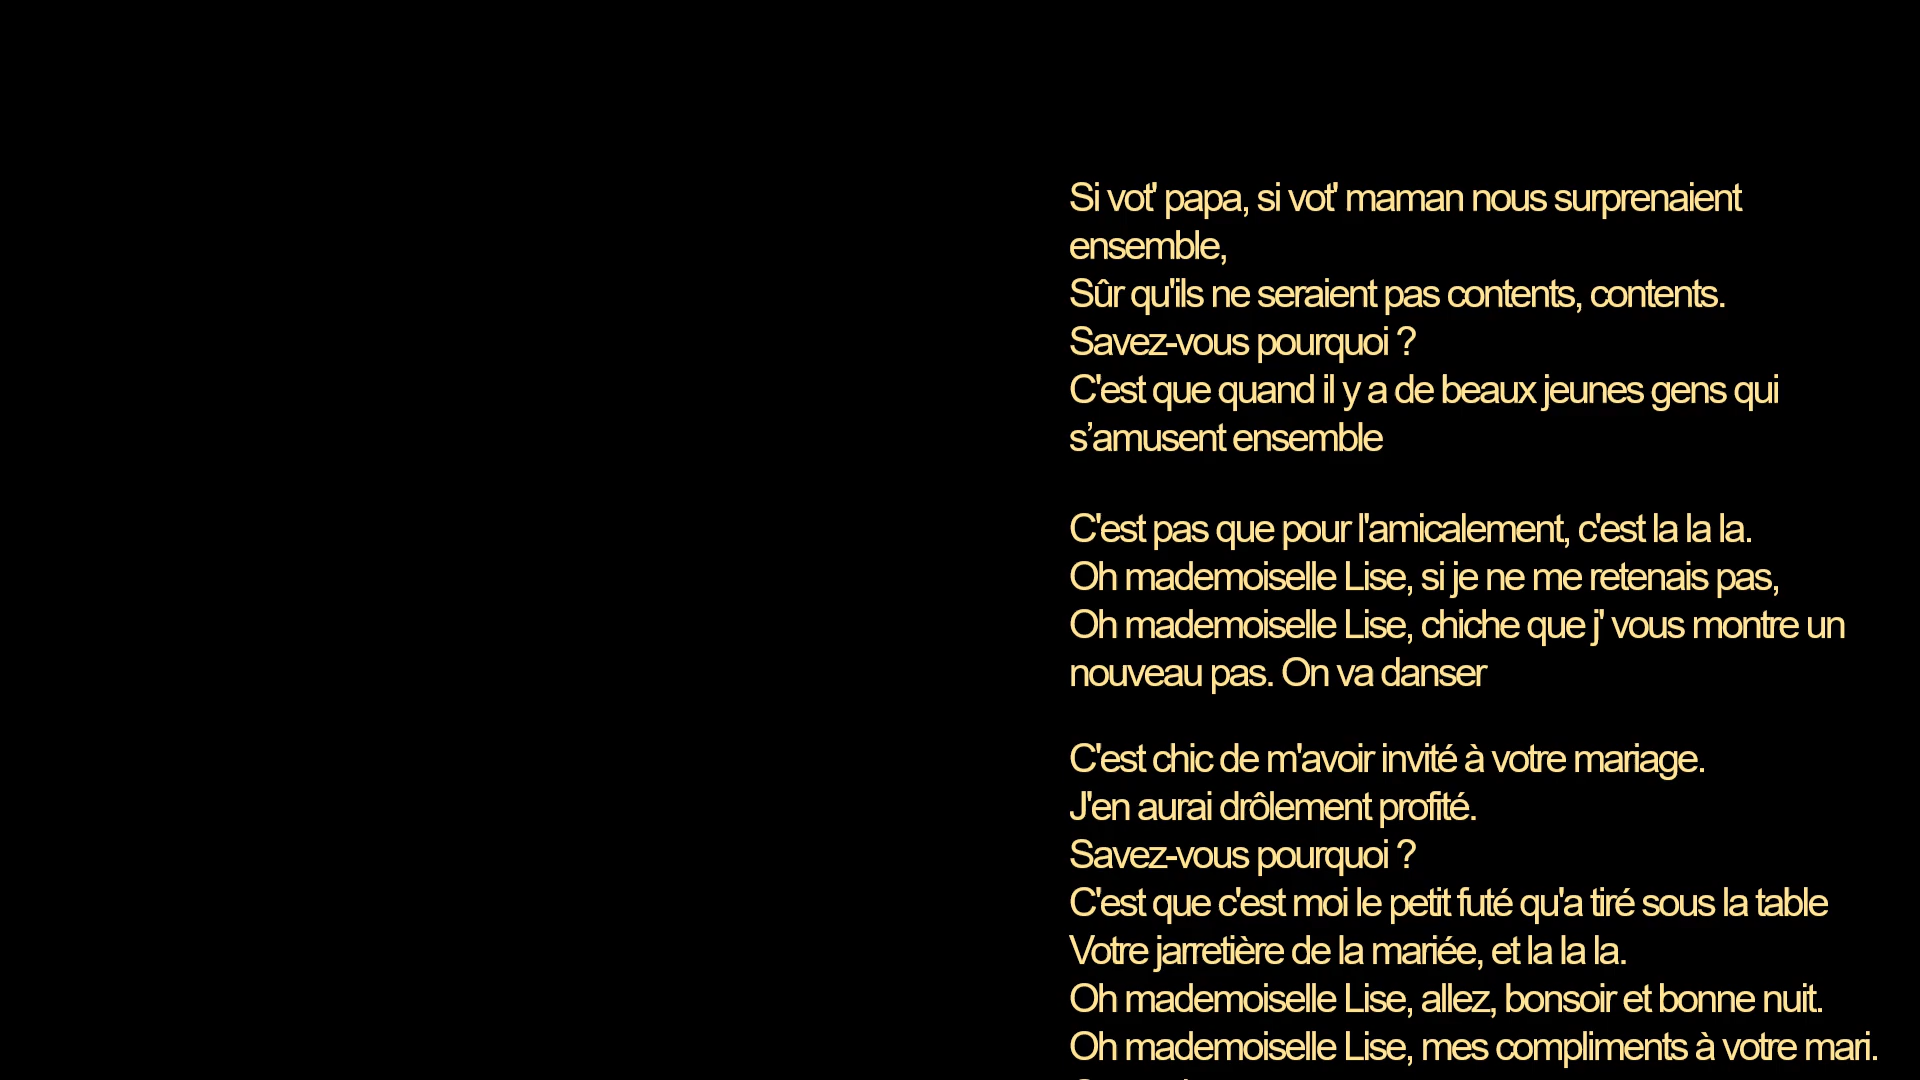 Si vot' papa, si vot' maman nous surprenaient
ensemble,
Sûr qu'ils ne seraient pas contents, contents.
Savez-vous pourquoi ?
C'est que quand il y a de beaux jeunes gens qui
s’amusent ensemble
C'est pas que pour l'amicalement, c'est la la la.
Oh mademoiselle Lise, si je ne me retenais pas,
Oh mademoiselle Lise, chiche que j' vous montre un
nouveau pas. On va danser
C'est chic de m'avoir invité à votre mariage.
J'en aurai drôlement profité.
Savez-vous pourquoi ?
C'est que c'est moi le petit futé qu'a tiré sous la table
Votre jarretière de la mariée, et la la la.
Oh mademoiselle Lise, allez, bonsoir et bonne nuit.
Oh mademoiselle Lise, mes compliments à votre mari.